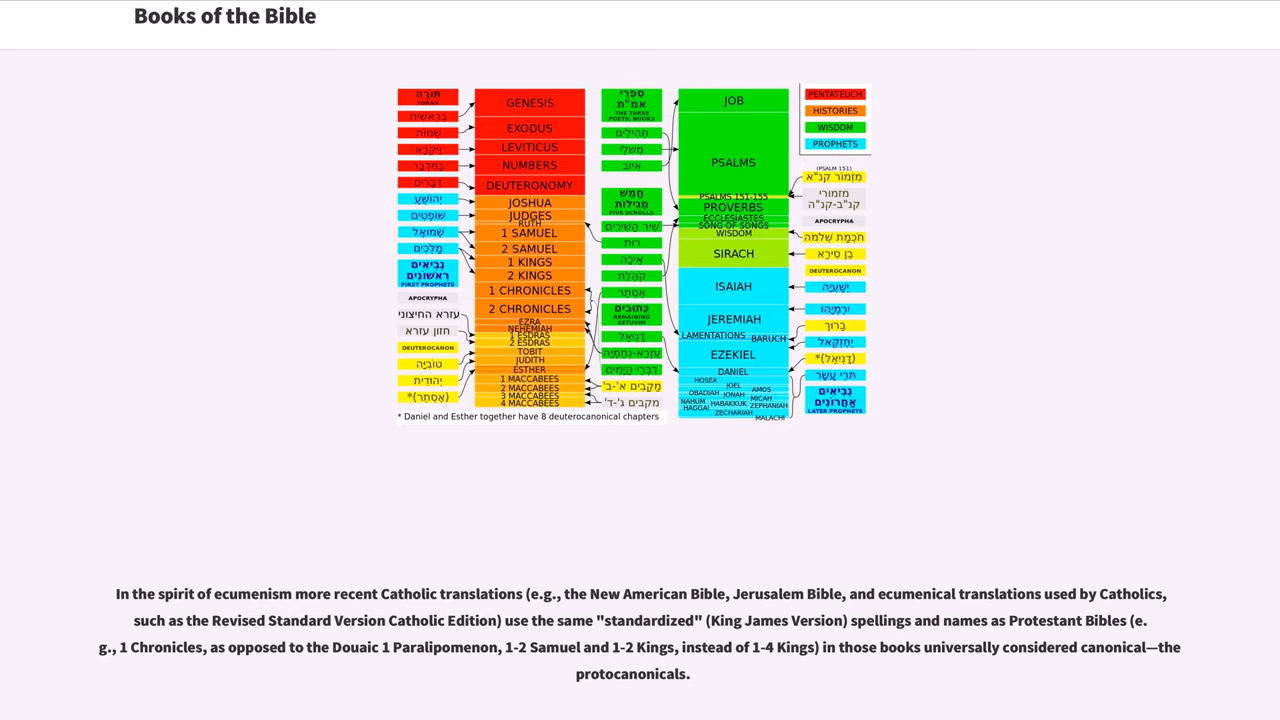 Books of the Bible
תּוֹרָה
TORAH
בְּרֵאשִׁית
שְׁמוֹת
וַיִּקְרָא
בְּמִדְבַּר
דְּבָרִים
יְהוֹשֻׁעַ
שׁוֹפְטִים
שְׁמוּאֵל
מְלָכִים
נְבִיאִים
רִאשׁוֹנִים
FIRST PROPHETS
APOCRYPHA
עזרא החיצוני
חזון עזרא
DEUTEROCANON
טוֹבִיָּה
יְהוּדִית
(אֶסְתֵּר)*
GENESIS
EXODUS
LEVITICUS
NUMBERS
DEUTERONOMY
JOSHUA
JUDGES
RUTH
1 SAMUEL
2 SAMUEL
1 KINGS
2 KINGS
1 CHRONICLES
2 CHRONICLES
EZRA
NEHEMIAH
1 ESDRAS
2 ESDRAS
TOBIT
JUDITH
ESTHER
1 MACCABEES
2 MACCABEES
3 MACCABEES
4 MACCABEES
* Daniel and Esther together have 8 deuterocanonical chapters
סִפְרֵי
אמ"ת
THE THREE
POETIC BOOKS
תְהִילִים
מִשְׁלֵי
אִיּוֹב
חָמֵשׁ
מְגִילּוֹת
FIVE SCROLLS
שִׁיר הַשִּׁירִים
רוּת
אֵיכָה
קֹהֶלֶת
אֶסְתֵּר
כְּתוּבִים
REMAINING
KETUVIM
דָּנִיֵּאל
עֶזְרָא-נְחֶמְיָה
דִּבְרֵי הַיָּמִים
מַקַבִּים א'-ב'
מקבים ג'-ד'
JOB
PSALMS
PSALMS 151-155
PROVERBS
ECCLESIASTES
SONG OF SONGS
WISDOM
SIRACH
ISAIAH
JEREMIAH
LAMENTATIONS
BARUCH
EZEKIEL
DANIEL
HOSEA
JOEL
AMOS
OBADIAH
JONAH
MICAH
NAHUM
HABAKKUK
ZEPHANIAH
HAGGAI
ZECHARIAH
MALACHI
PENTATEUCH
HISTORIES
WISDOM
PROPHETS
(PSALM 151)
מִזְמוֹר קנ"א
מזמורי
קנ"ב-קנ"ה
APOCRYPHA
חׇכְמַת שְׁלֹמֹה
בֶּן סִירָא
DEUTEROCANON
יְשַׁעְיָה
יִרְמְיָהוּ
בָּרוּךְ
יְחֶזְקֵאל
(דָּנִיֵּאל)*
תְּרֵי עֲשַׂר
נְבִיאִים
אַחֲרוֹנִים
LATER PROPHETS
In the spirit of ecumenism more recent Catholic translations (e.g., the New American Bible, Jerusalem Bible, and ecumenical translations used by Catholics,
such as the Revised Standard Version Catholic Edition) use the same "standardized" (King James Version) spellings and names as Protestant Bibles (e.
g., 1 Chronicles, as opposed to the Douaic 1 Paralipomenon, 1-2 Samuel and 1-2 Kings, instead of 1-4 Kings) in those books universally considered canonical—the
protocanonicals.